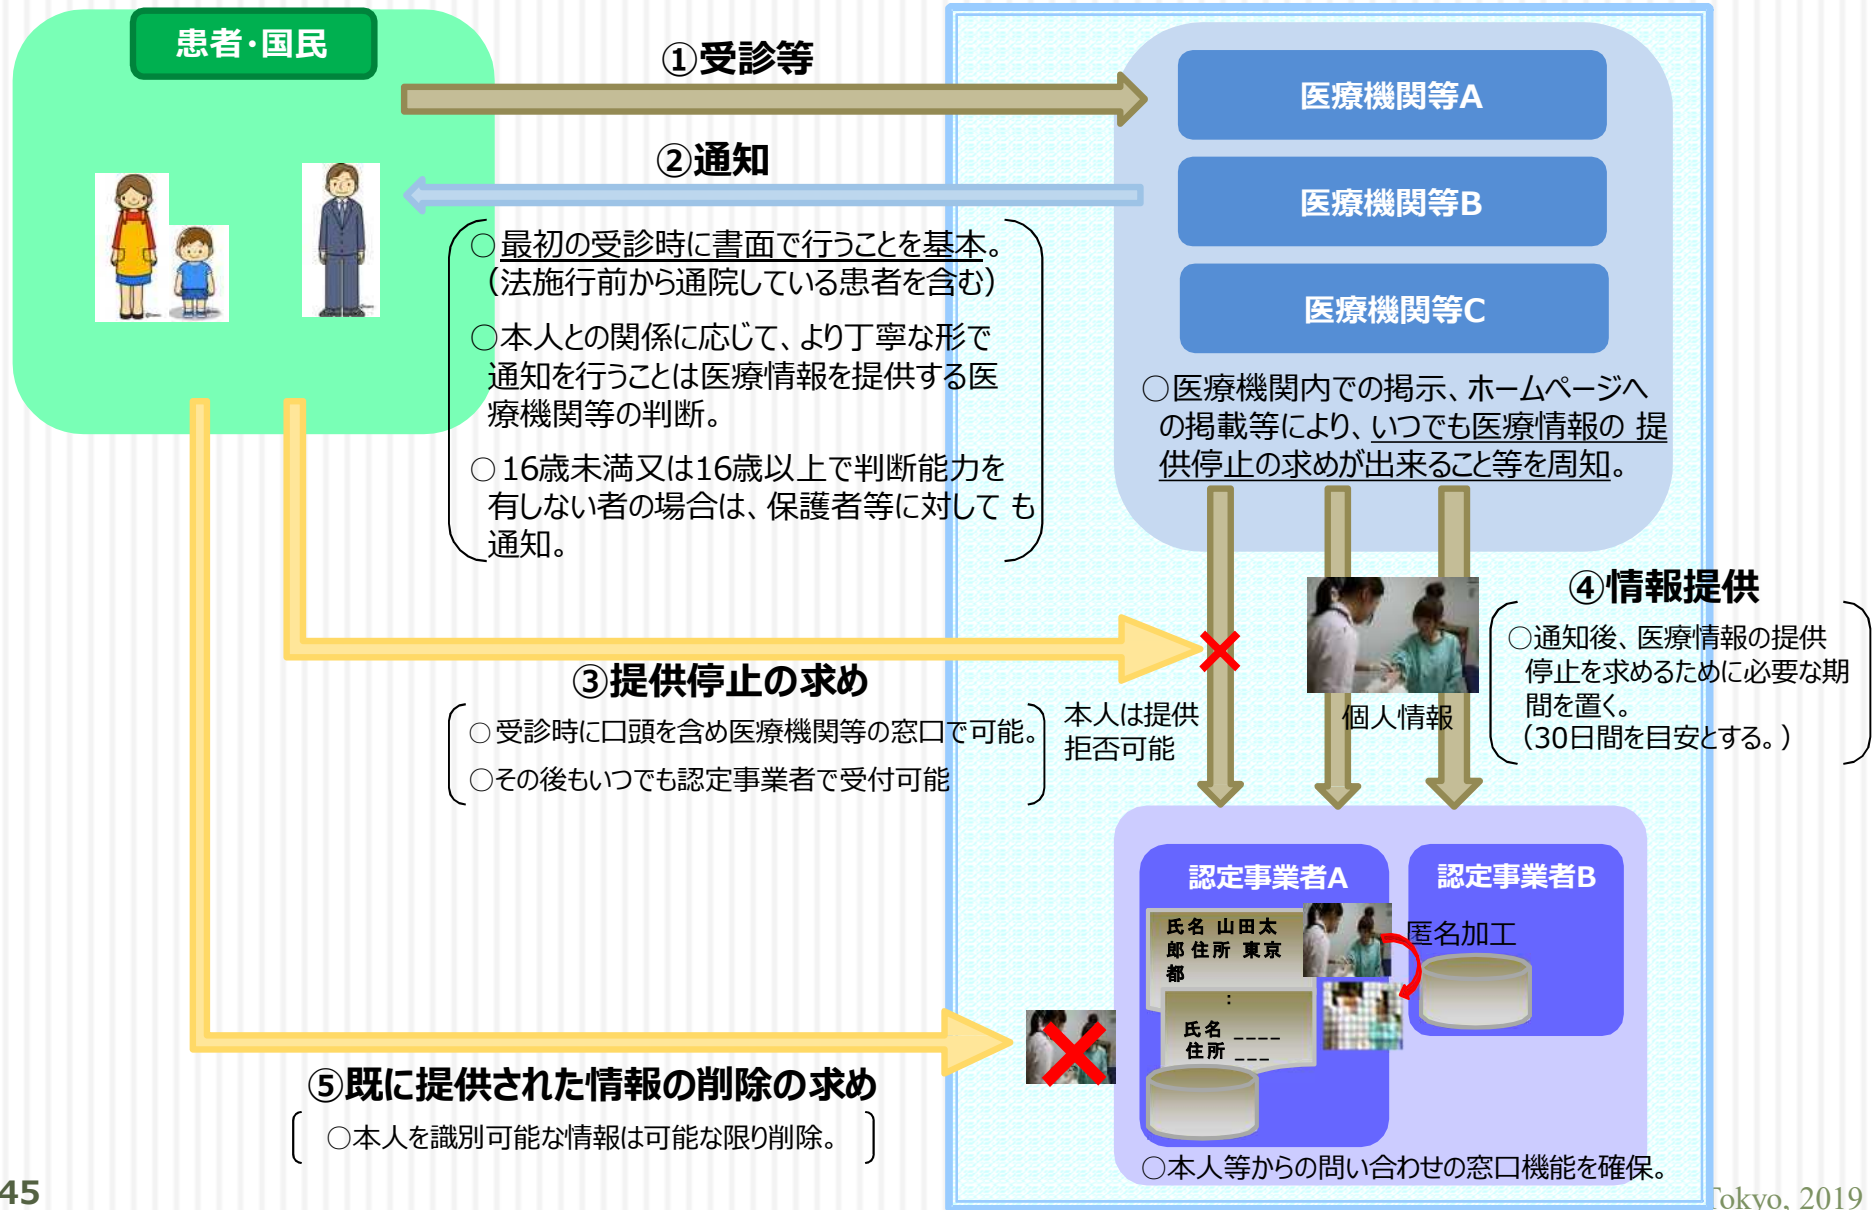 患者・国民
①受診等
②通知
○最初の受診時に書面で行うことを基本。
（法施行前から通院している患者を含む）
○本人との関係に応じて、より丁寧な形で
通知を行うことは医療情報を提供する医
療機関等の判断。
○16歳未満又は16歳以上で判断能力を
有しない者の場合は、保護者等に対して も
通知。
医療機関等A
医療機関等B
医療機関等C
○医療機関内での掲示、ホームページへ
の掲載等により、いつでも医療情報の 提
供停止の求めが出来ること等を周知。
③提供停止の求め
○受診時に口頭を含め医療機関等の窓口で可能。
○その後もいつでも認定事業者で受付可能
本人は提供
拒否可能
個人情報
④情報提供
○通知後、医療情報の提供
停止を求めるために必要な期
間を置く。
（30日間を目安とする。）
認定事業者A
氏名 山田太
郎 住所 東京
都
：
氏名 ____
住所 ___
認定事業者B
匿名加工
⑤既に提供された情報の削除の求め
○本人を識別可能な情報は可能な限り削除。
○本人等からの問い合わせの窓口機能を確保。
45
Tokyo, 2019